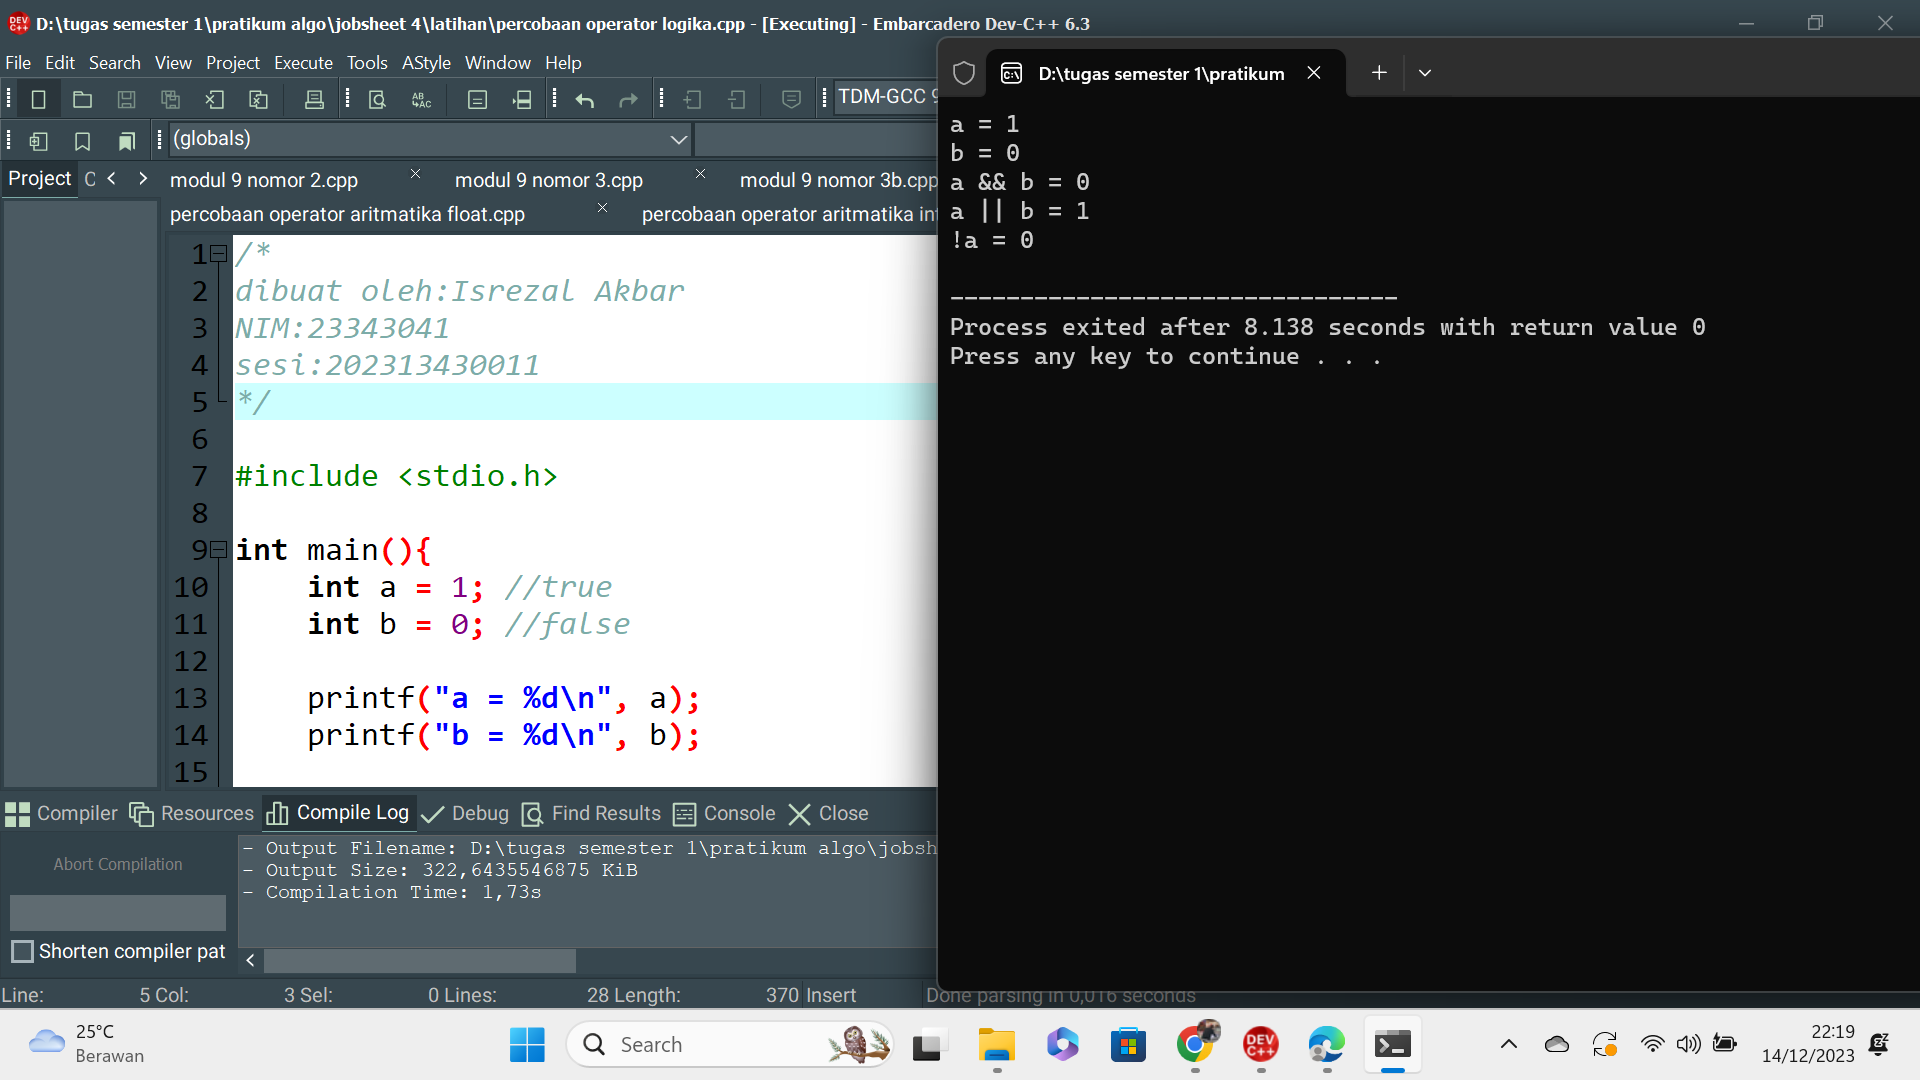 D:\tugas semester 1\pratikum algo\jobsheet 4\latihan\percobaan operator logika.cpp - [Executing] - Embarcadero Dev-C++ 6.3
File Edit Search View Project Execute Tools AStyle Window Help
TDM-GCC 9
(globals)
Project
modul 9 nomor 2.cpp
modul 9 nomor 3.cpp
modul 9 nomor 3b.cpp
percobaan operator aritmatika float.cpp
percobaan operator aritmatika in
1 /*
2 dibuat oleh:Isrezal Akbar
3 NIM:23343041
4 sesi:202313430011
5 */
6
7 #include <stdio.h>
8
9 int main(){
10 int a = 1; //true
11 int b = 0; //false
12
13 printf("a = %d\n", a);
14 printf("b = %d\n", b);
15
D:\tugas semester 1\pratikum
a = 1
b = 0
a && b = 0
a || b = 1
!a = 0
--------------------------------
Process exited after 8.138 seconds with return value 0
Press any key to continue . . .
Compiler Resources Compile Log Debug Find Results Console Close
Abort Compilation
Shorten compiler pat
- Output Filename: D:\tugas semester 1\pratikum algo\jobsh
- Output Size: 322,6435546875 KiB
- Compilation Time: 1,73s
Line: 5 Col: 3 Sel: 0 Lines: 28 Length: 370 Insert Done parsing in 0,016 seconds
25°C
Berawan
Search
DEV
C++
22:19
14/12/2023